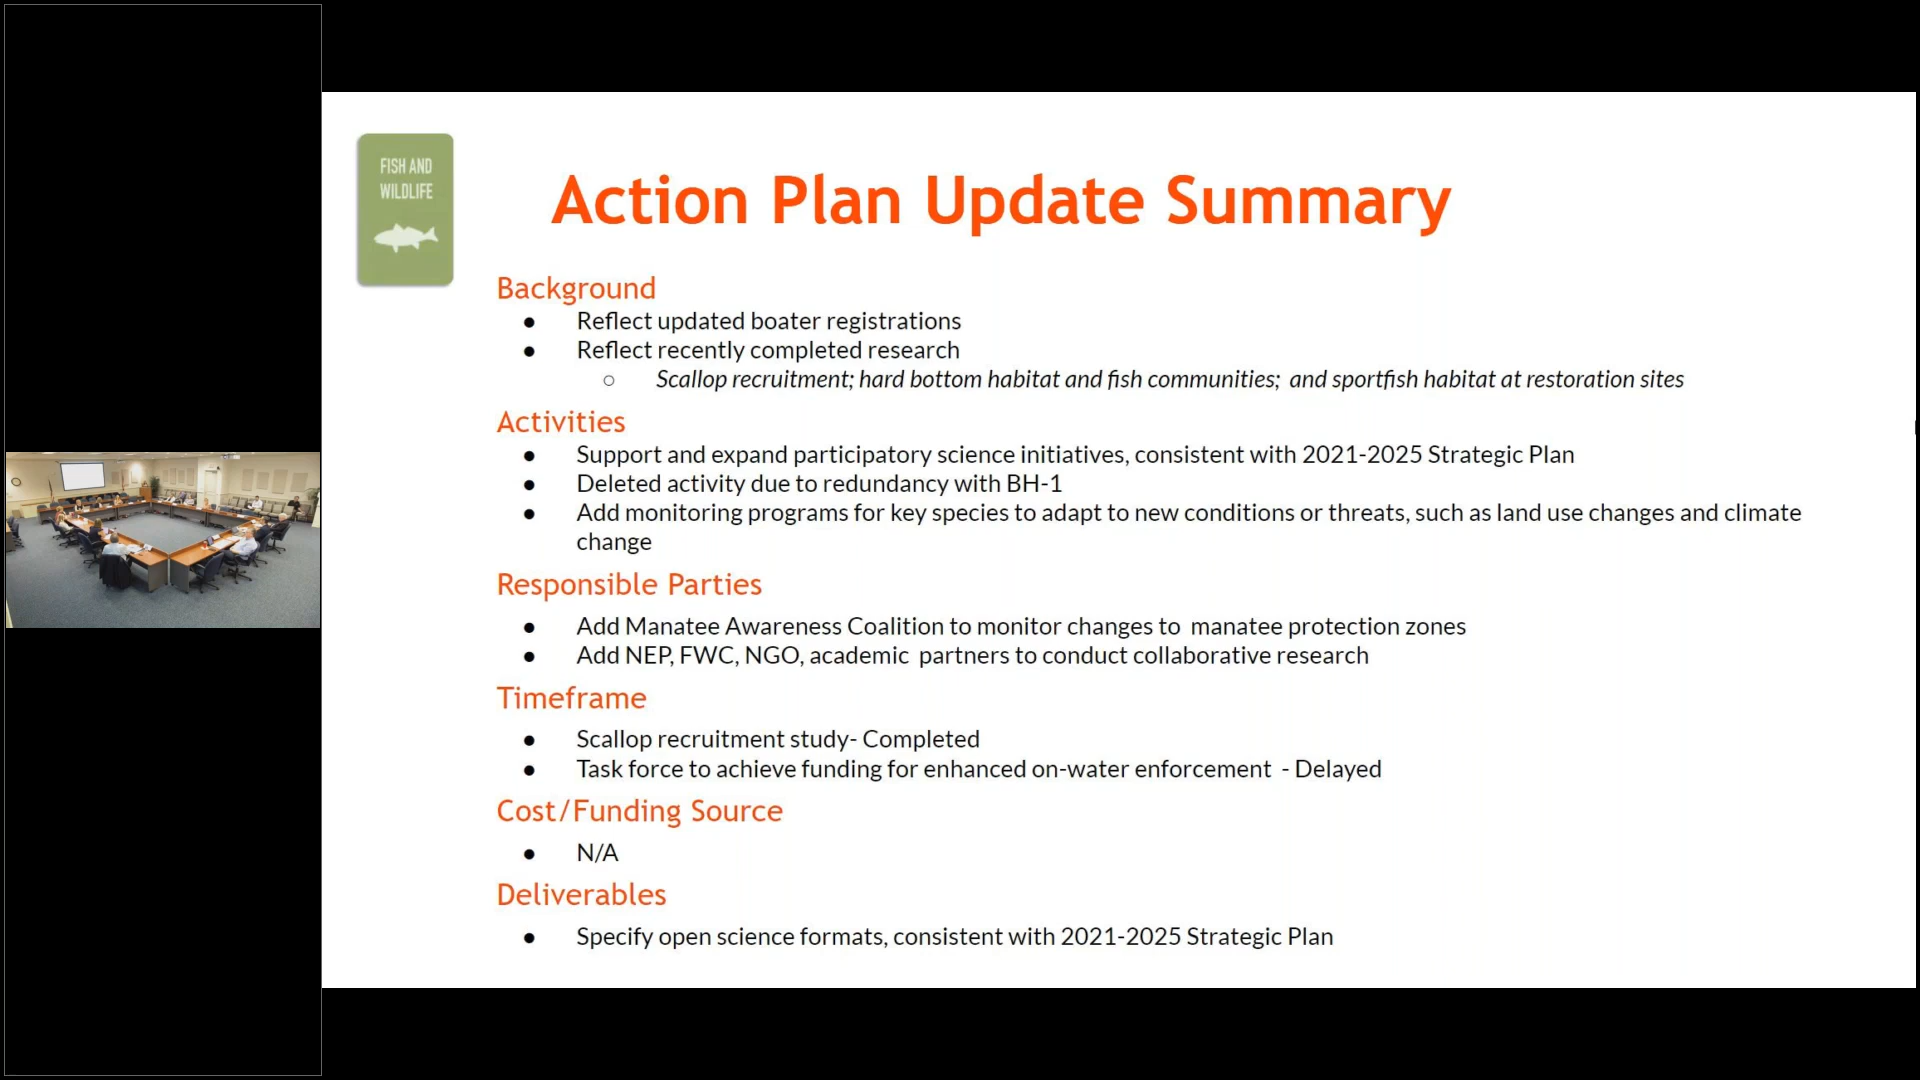 FISH AND
WILDLIFE
Action Plan Update Summary
Background
● Reflect updated boater registrations
● Reflect recently completed research
○ Scallop recruitment; hard bottom habitat and fish communities; and sportfish habitat at restoration sites
Activities
● Support and expand participatory science initiatives, consistent with 2021-2025 Strategic Plan
● Deleted activity due to redundancy with BH-1
● Add monitoring programs for key species to adapt to new conditions or threats, such as land use changes and climate
change
Responsible Parties
● Add Manatee Awareness Coalition to monitor changes to manatee protection zones
● Add NEP, FWC, NGO, academic partners to conduct collaborative research
Timeframe
● Scallop recruitment study- Completed
● Task force to achieve funding for enhanced on-water enforcement - Delayed
Cost/Funding Source
● N/A
Deliverables
● Specify open science formats, consistent with 2021-2025 Strategic Plan